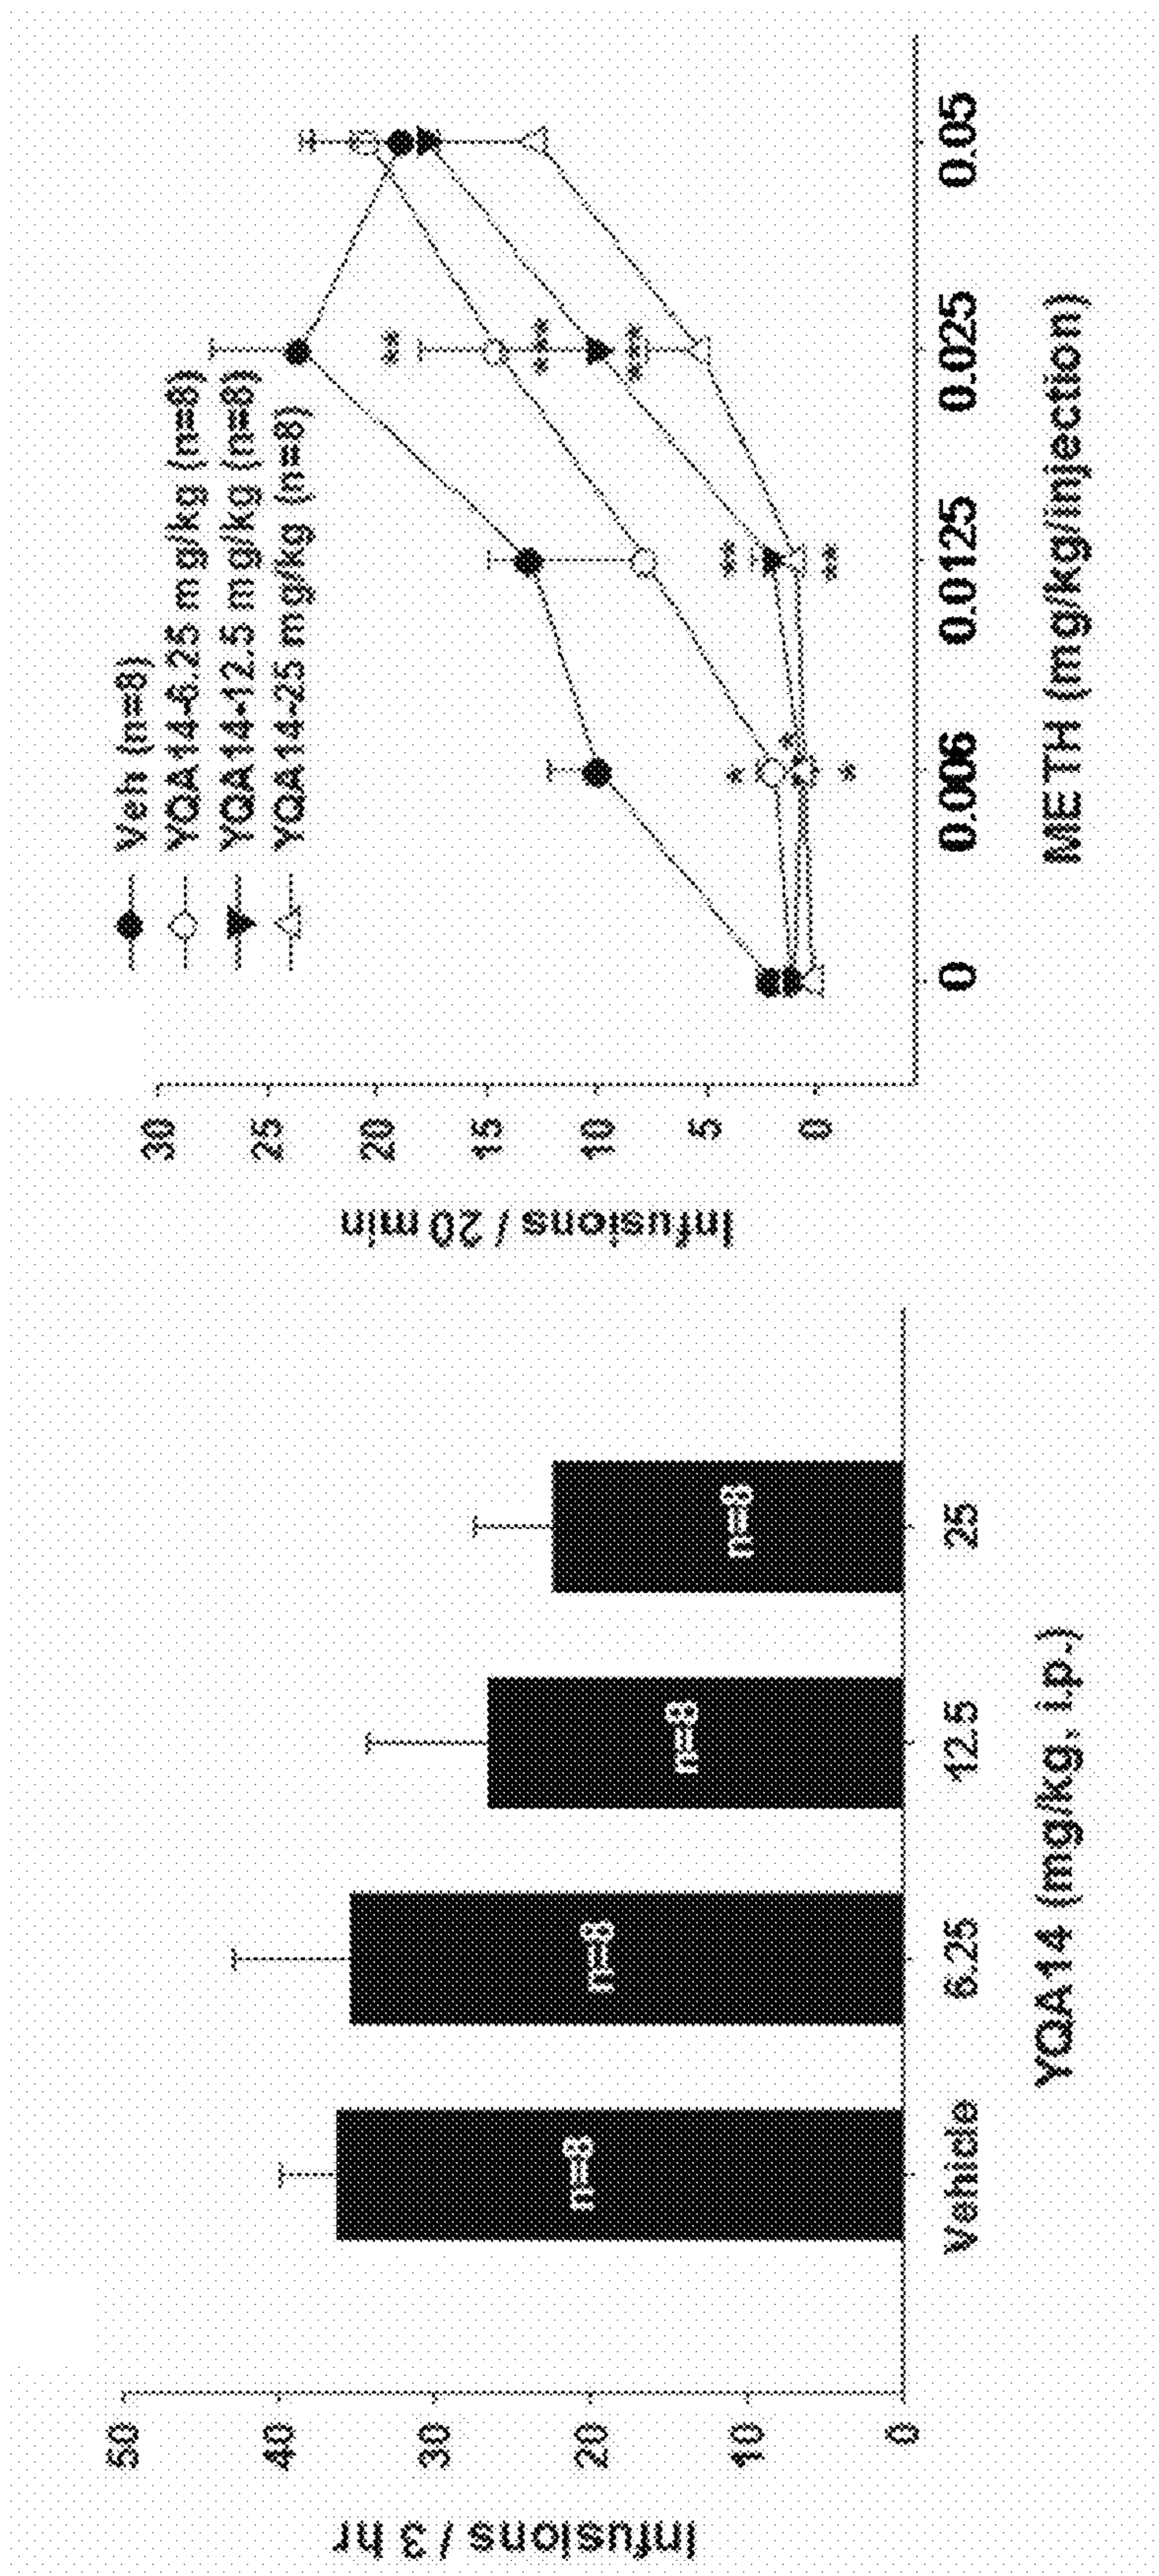 50
40
30
20
10
0
infusions / 3 hr
n=8
n=8
n=8
n=8
Vehicle
6.25
12.5
25
YQA14 (mg/kg, i.p.)
Veh (n=8)
YQA14-6.25 mg/kg (n=8)
YQA14-12.5 mg/kg (n=8)
YQA14-25 mg/kg (n=8)
30
25
20
15
10
5
0
Infusions / 20 min
**
***
***
**
**
*
*
*
0
0.006
0.0125
0.025
0.05
METH (mg/kg/injection)